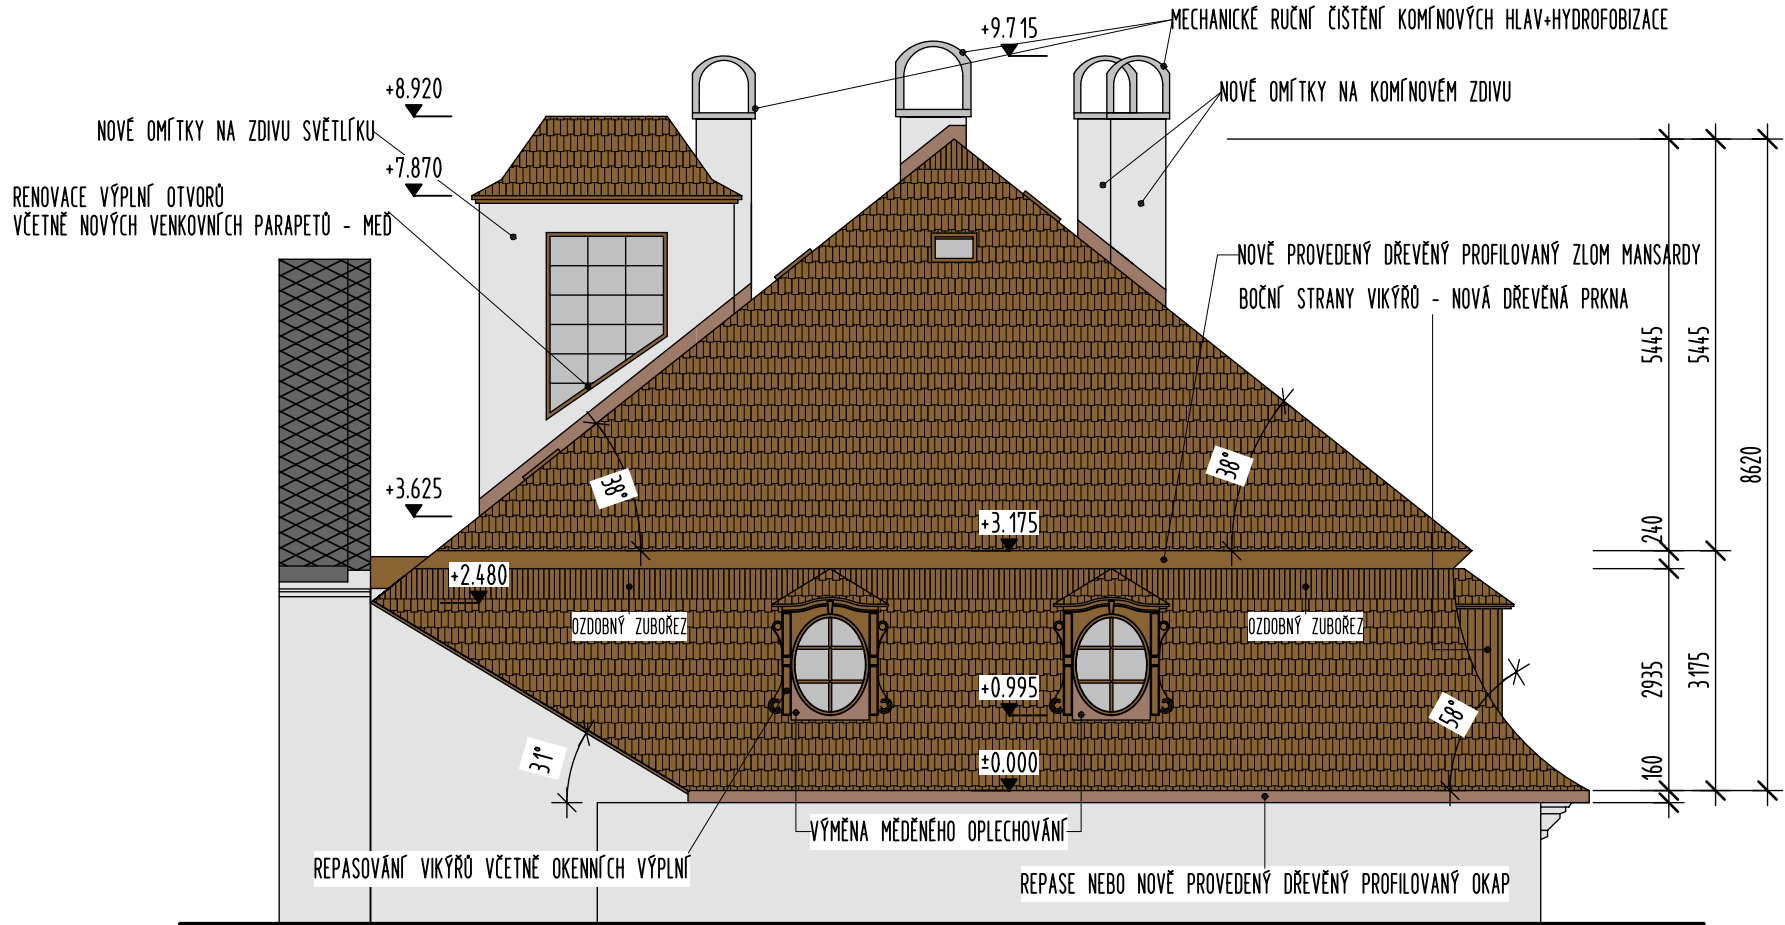 MECHANICKÉ RUČNÍ ČIŠTĚNÍ KOMÍNOVÝCH HLAV+HYDROFOBIZACE
+9.715
+8.920
NOVÉ OMÍTKY NA KOMÍNOVÉM ZDIVU
NOVÉ OMÍTKY NA ZDIVU SVĚTLÍKU
+7.870
RENOVACE VÝPLNÍ OTVORŮ
VČETNĚ NOVÝCH VENKOVNÍCH PARAPETŮ - MEĎ
NOVĚ PROVEDENÝ DŘEVĚNÝ PROFILOVANÝ ZLOM MANSARDY
BOČNÍ STRANY VIKÝŘŮ - NOVÁ DŘEVĚNÁ PRKNA
5445
5445
8620
38°
38°
+3.625
+3.175
240
+2.480
OZDOBNÝ ZUBOŘEZ
OZDOBNÝ ZUBOŘEZ
+0.995
2935
3175
58°
31°
±0.000
160
VÝMĚNA MĚDĚNÉHO OPLECHOVÁNÍ
REPASOVÁNÍ VIKÝŘŮ VČETNĚ OKENNÍCH VÝPLNÍ
REPASE NEBO NOVĚ PROVEDENÝ DŘEVĚNÝ PROFILOVANÝ OKAP